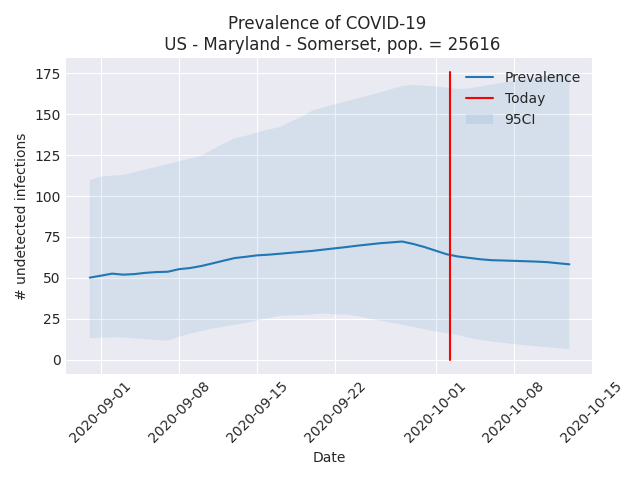 Prevalence of COVID-19
US - Maryland - Somerset, pop. = 25616
Prevalence
Today
95CI
# undetected infections
175
150
125
100
75
50
25
0
2020-09-01
2020-09-08
2020-09-15
2020-09-22
2020-10-01
2020-10-08
2020-10-15
Date